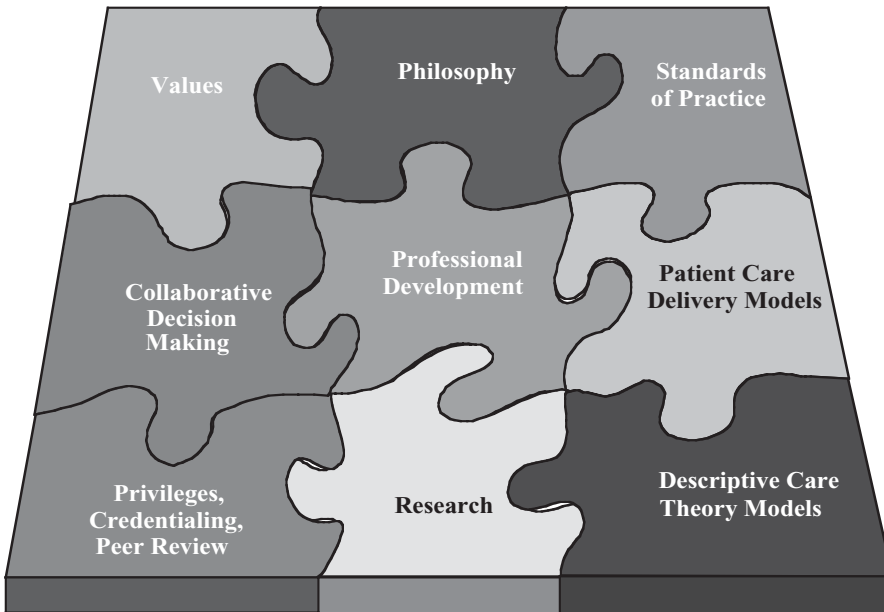 Values
Philosophy
Standards
of Practice
Collaborative
Decision
Making
Professional
Development
Patient Care
Delivery Models
Privileges,
Credentialing,
Peer Review
Research
Descriptive Care
Theory Models